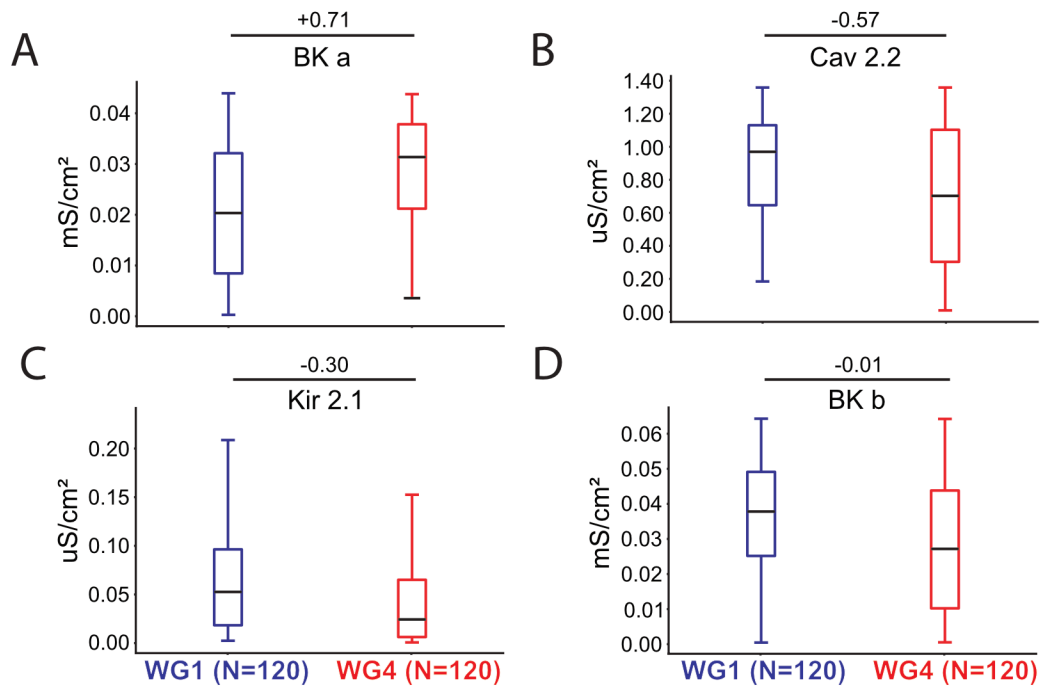 A
+0.71
BK a
mS/cm²
0.04
0.03
0.02
0.01
0.00
B
-0.57
Cav 2.2
uS/cm²
1.40
1.20
1.00
0.80
0.60
0.40
0.20
0.00
C
-0.30
Kir 2.1
uS/cm²
0.20
0.15
0.10
0.05
0.00
WG1 (N=120) WG4 (N=120)
D
-0.01
BK b
mS/cm²
0.06
0.05
0.04
0.03
0.02
0.01
0.00
WG1 (N=120) WG4 (N=120)